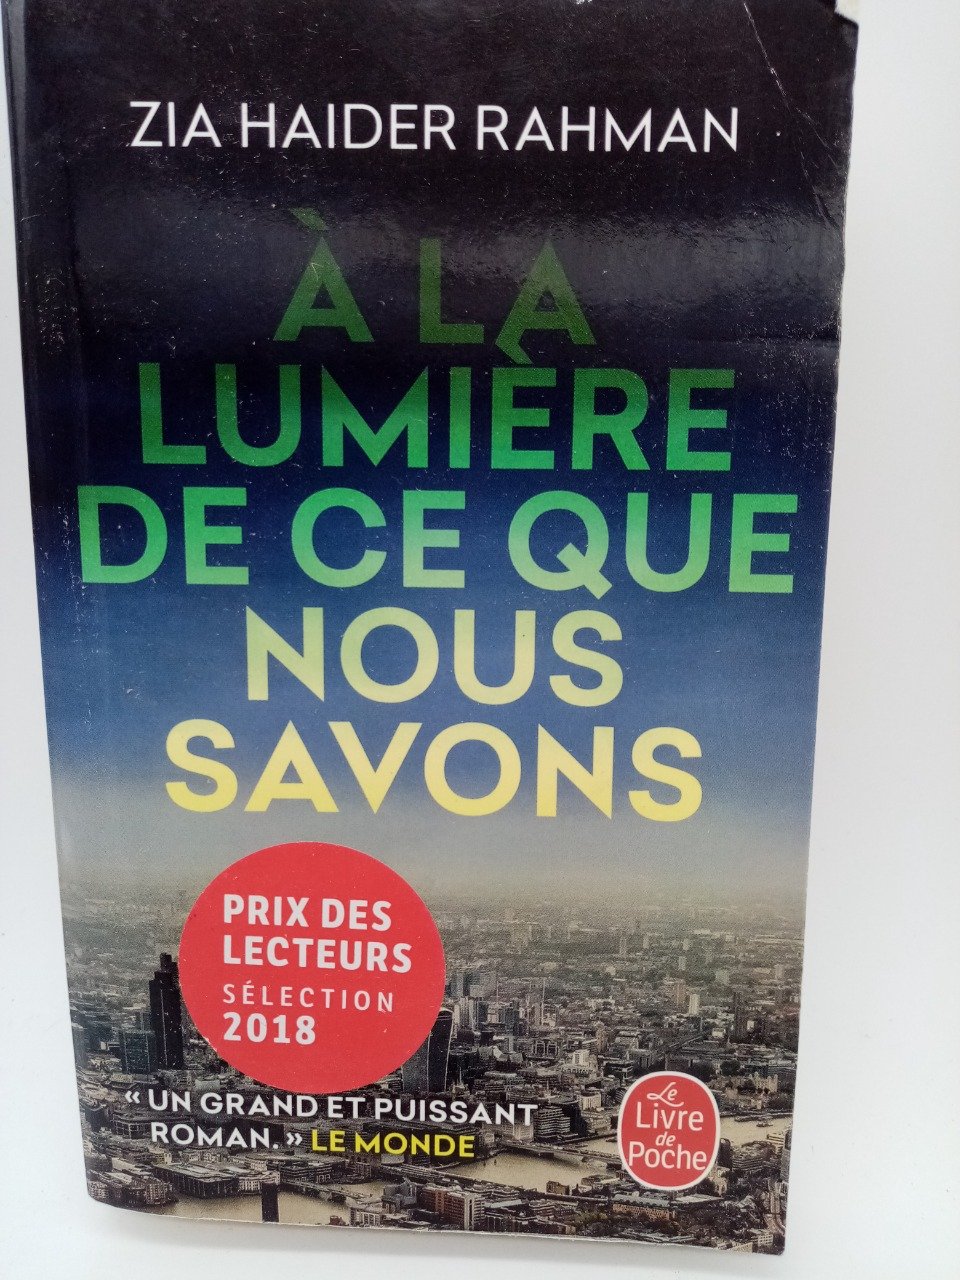 ZIA HAIDER RAHMAN
À LA
LUMIÈRE
DE CE QUE
NOUS
SAVONS
PRIX DES
LECTEURS
SÉLECTION
2018
« UN GRAND ET PUISSANT
ROMAN. » LE MONDE
Le
Livre
de
Poche